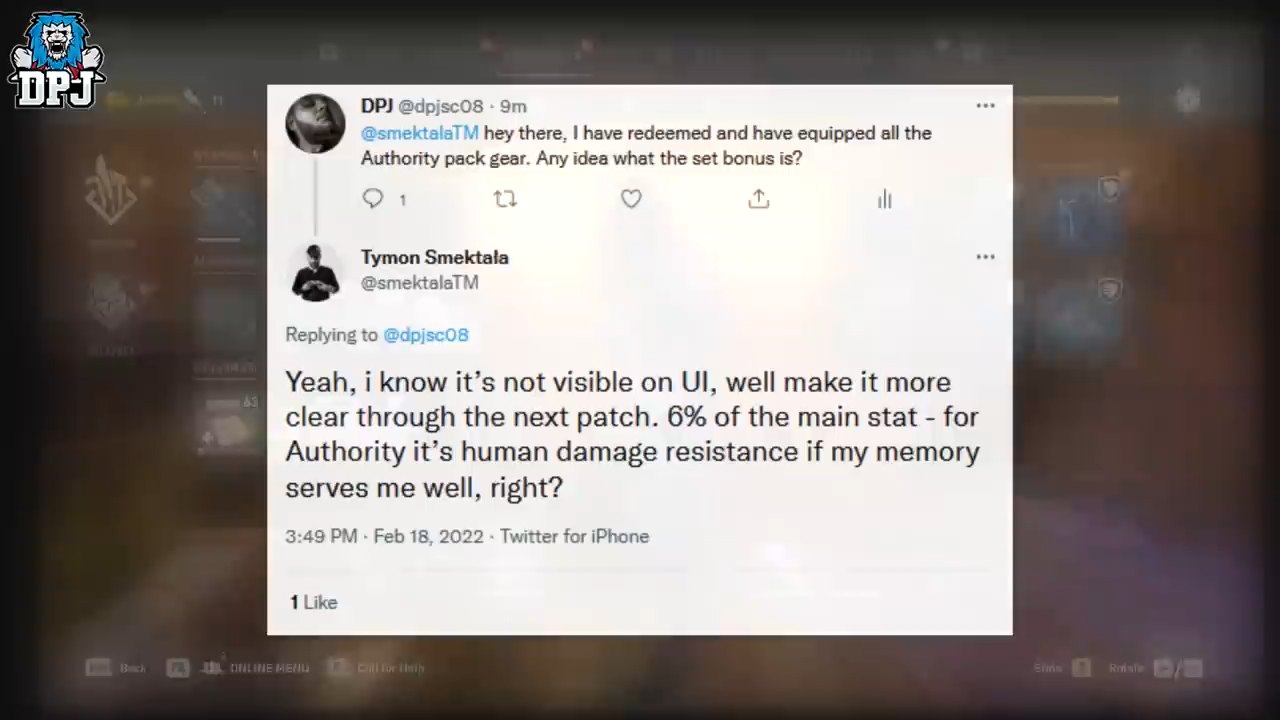 DPJ
DPJ @dpjsc08 · 9m
@smektalaTM hey there, I have redeemed and have equipped all the
Authority pack gear. Any idea what the set bonus is?
1
Tymon Smektała
@smektalaTM
Replying to @dpjsc08
Yeah, i know it's not visible on UI, well make it more
clear through the next patch. 6% of the main stat - for
Authority it's human damage resistance if my memory
serves me well, right?
3:49 PM · Feb 18, 2022 · Twitter for iPhone
1 Like
Back ONLINE MENU Call for Help Rotate